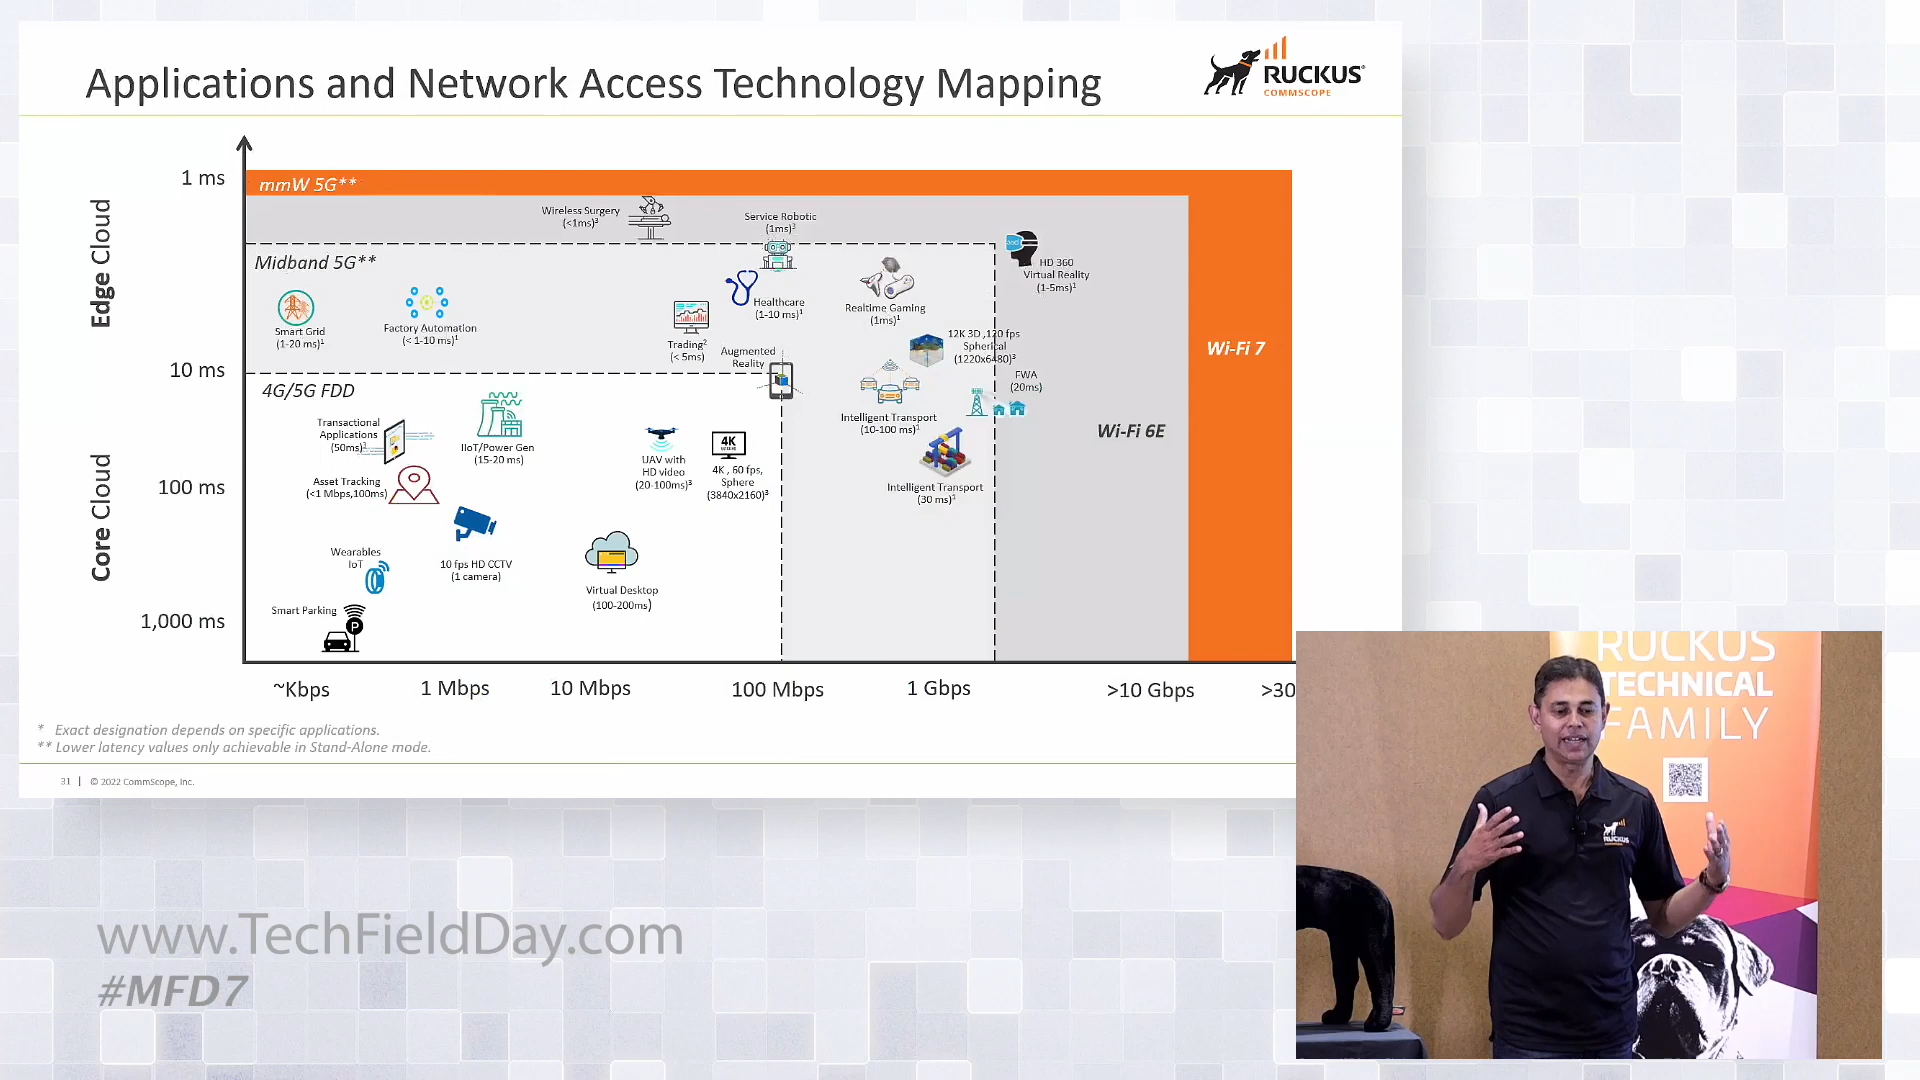 Applications and Network Access Technology Mapping
RUCKUS®
COMMSCOPE
Edge Cloud
Core Cloud
1 ms
10 ms
100 ms
1,000 ms
mmW 5G**
Wireless Surgery
(<1ms)³
Service Robotic
(1ms)³
Midband 5G**
HD 360
Virtual Reality
(1-5ms)¹
Smart Grid
(1-20 ms)¹
Factory Automation
(< 1-10 ms)¹
Trading²
(< 5ms)
Healthcare
(1-10 ms)¹
Realtime Gaming
(1ms)¹
Augmented
Reality
12K 3D ,120 fps
Spherical
(1220x6480)³
Wi-Fi 7
FWA
(20ms)
4G/5G FDD
Transactional
Applications
(50ms)³
IIoT/Power Gen
(15-20 ms)
UAV with
HD video
(20-100ms)³
4K
4K , 60 fps,
Sphere
(3840x2160)³
Intelligent Transport
(10-100 ms)¹
Wi-Fi 6E
Asset Tracking
(<1 Mbps,100ms)
Intelligent Transport
(30 ms)¹
Wearables
IoT
10 fps HD CCTV
(1 camera)
Virtual Desktop
(100-200ms)
Smart Parking
P
~Kbps
1 Mbps
10 Mbps
100 Mbps
1 Gbps
>10 Gbps
>30
* Exact designation depends on specific applications.
** Lower latency values only achievable in Stand-Alone mode.
31 | © 2022 CommScope, Inc.
RUCKUS
TECHNICAL
FAMILY
RUCKUS
www.TechFieldDay.com
#MFD7